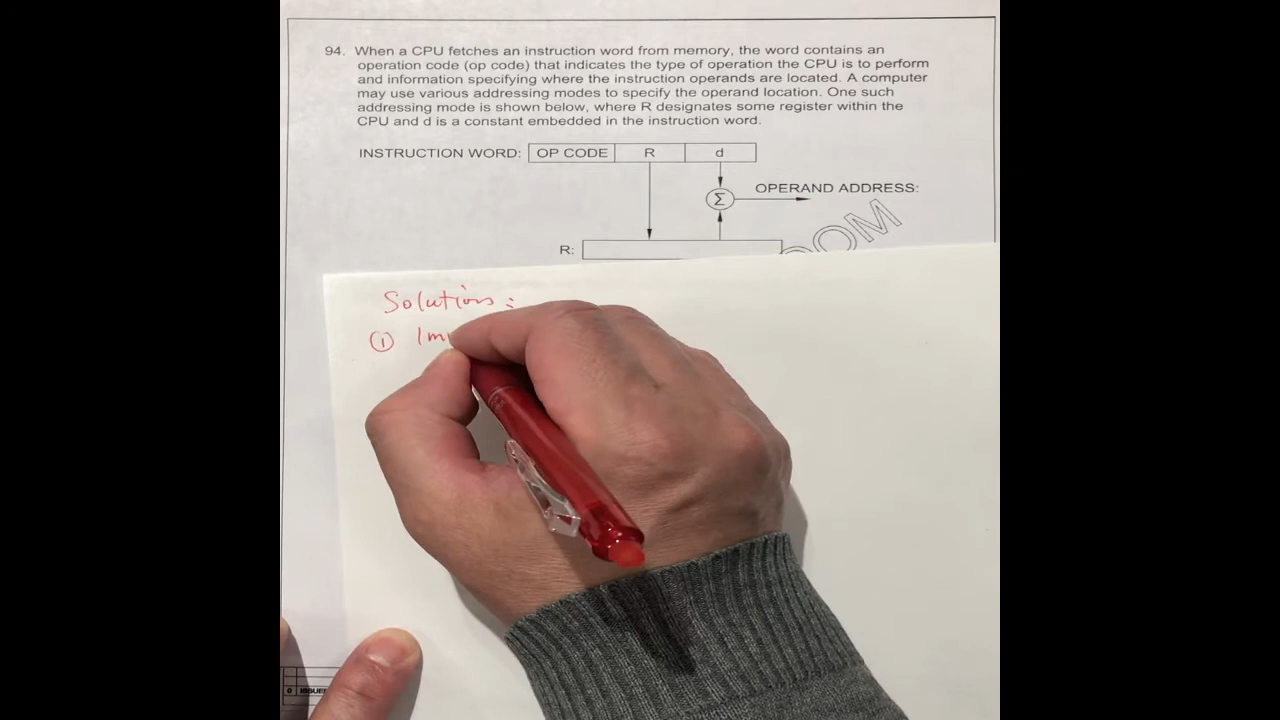 94. When a CPU fetches an instruction word from memory, the word contains an
operation code (op code) that indicates the type of operation the CPU is to perform
and information specifying where the instruction operands are located. A computer
may use various addressing modes to specify the operand location. One such
addressing mode is shown below, where R designates some register within the
CPU and d is a constant embedded in the instruction word.
INSTRUCTION WORD: OP CODE R d
OPERAND ADDRESS:
Σ
R:
Solutions:
①
0